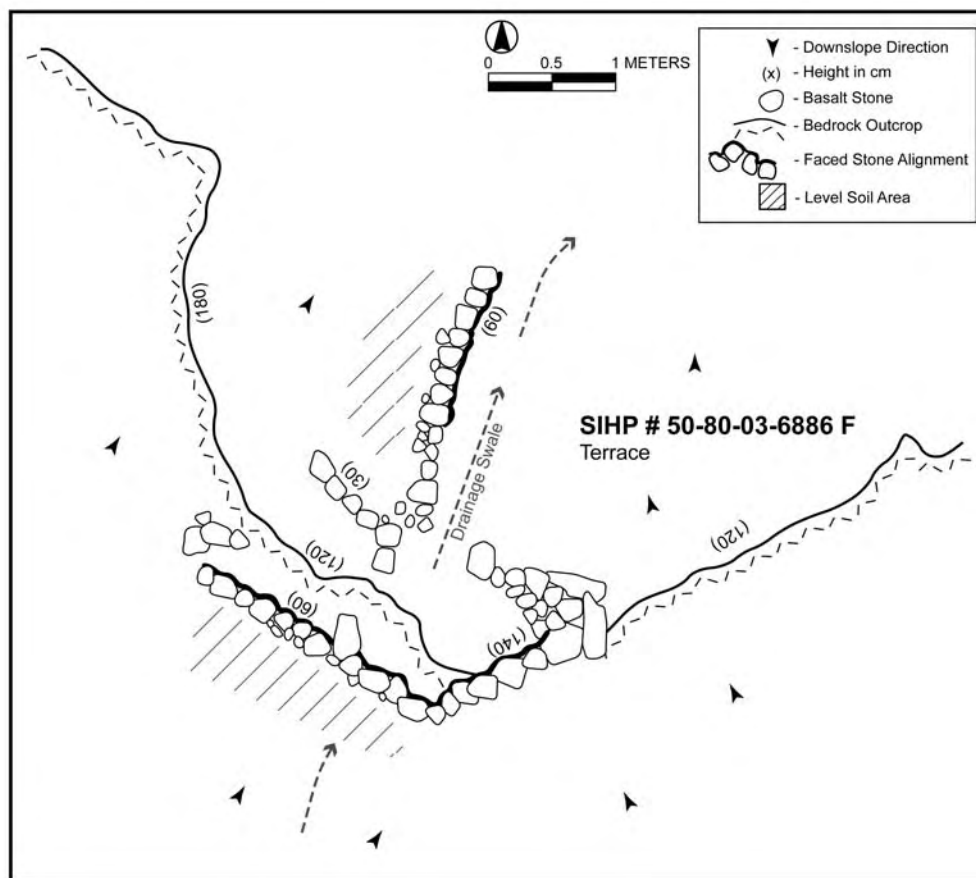 0 0.5 1 METERS
- Downslope Direction
(x) - Height in cm
- Basalt Stone
- Bedrock Outcrop
- Faced Stone Alignment
- Level Soil Area
(180)
(60)
SIHP # 50-80-03-6886 F
Terrace
Drainage Swale
(30)
(120)
(120)
(60)
(140)